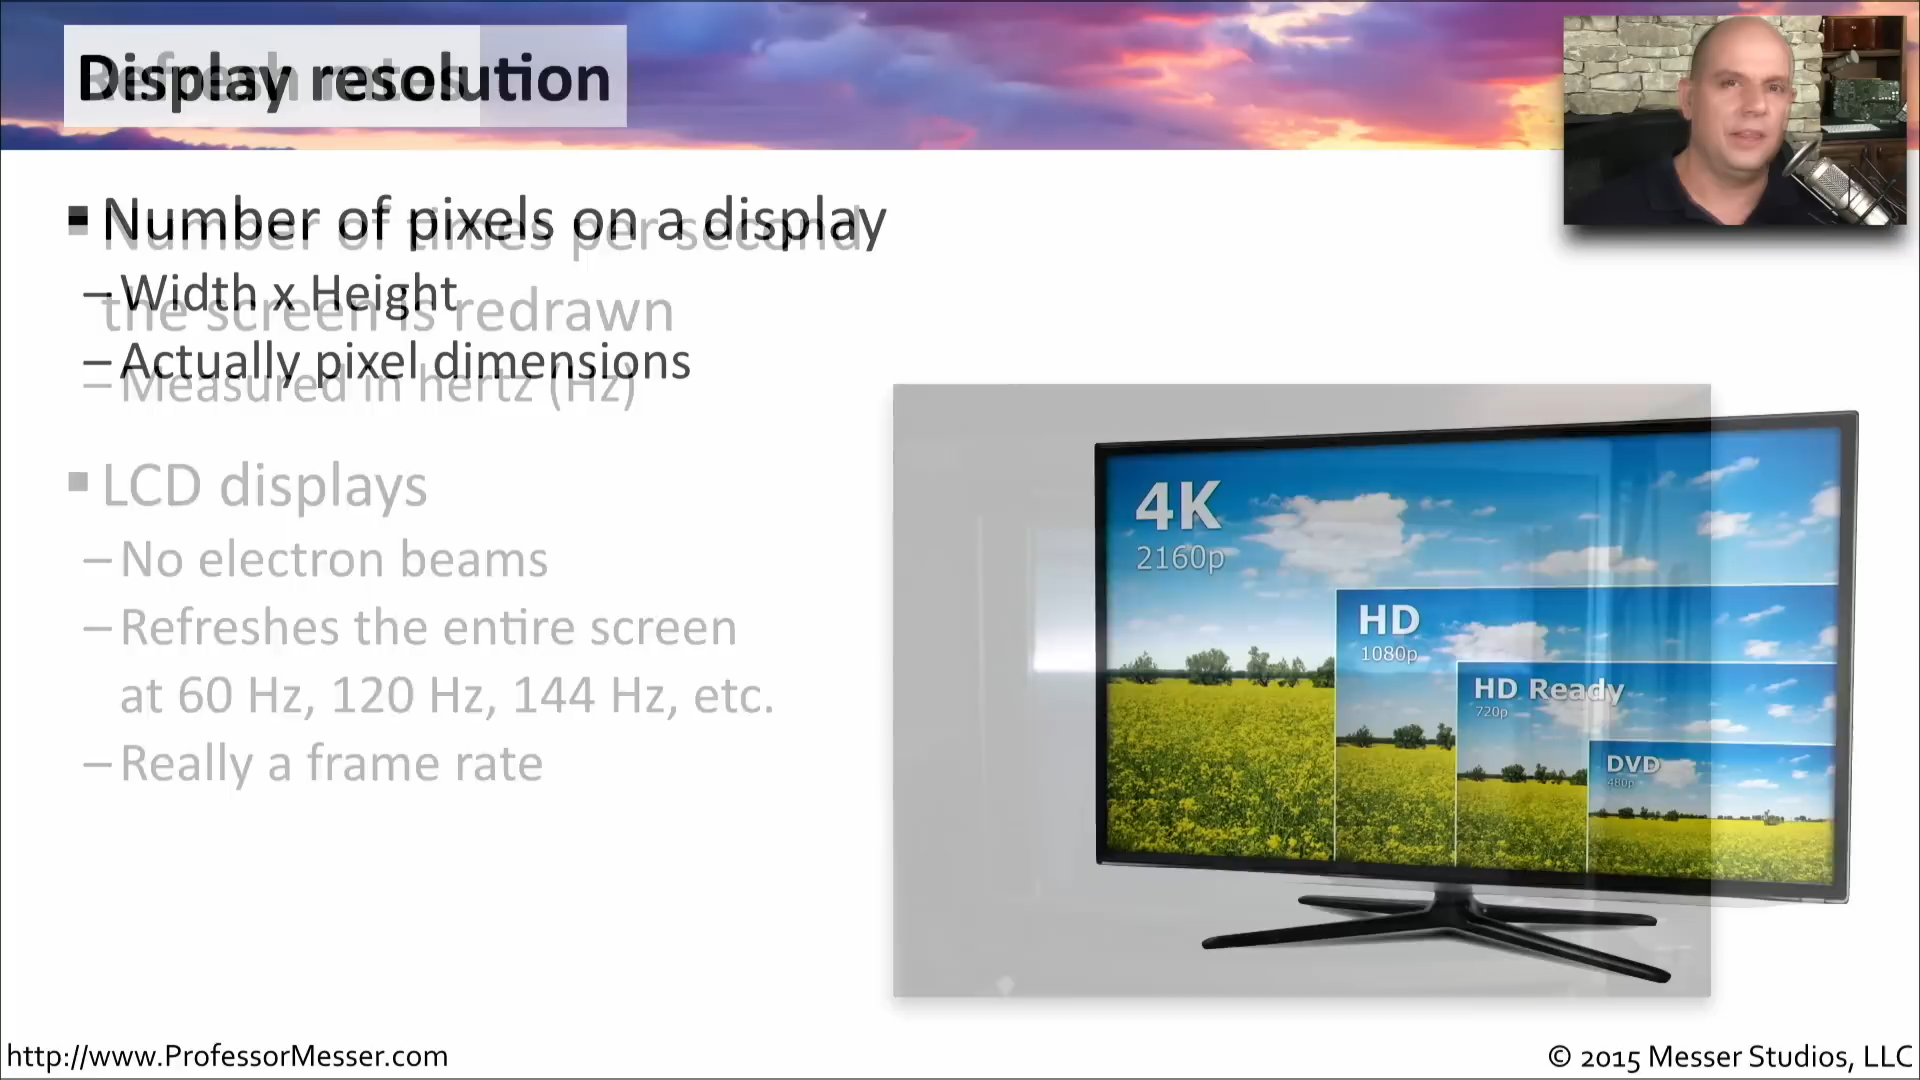 Display resolution
Refresh rates
Number of pixels on a display
– Width x Height
– Actually pixel dimensions
Number of times per second
the screen is redrawn
– Measured in hertz (Hz)
LCD displays
– No electron beams
– Refreshes the entire screen
at 60 Hz, 120 Hz, 144 Hz, etc.
– Really a frame rate
4K
2160p
HD
1080p
HD Ready
720p
DVD
480p
http://www.ProfessorMesser.com
© 2015 Messer Studios, LLC